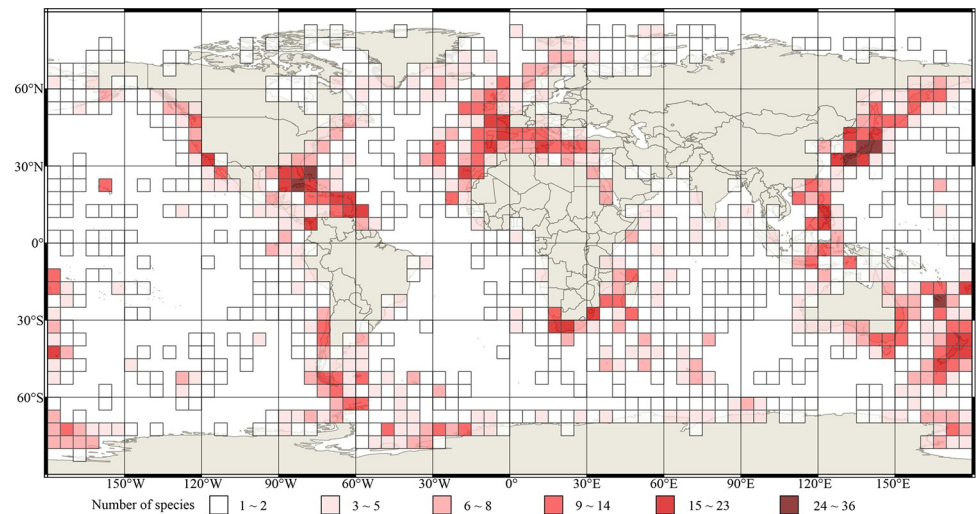 60°N
30°N
0°
30°S
60°S
150°W 120°W 90°W 60°W 30°W 0° 30°E 60°E 90°E 120°E 150°E
Number of species 1 ~ 2 3 ~ 5 6 ~ 8 9 ~ 14 15 ~ 23 24 ~ 36